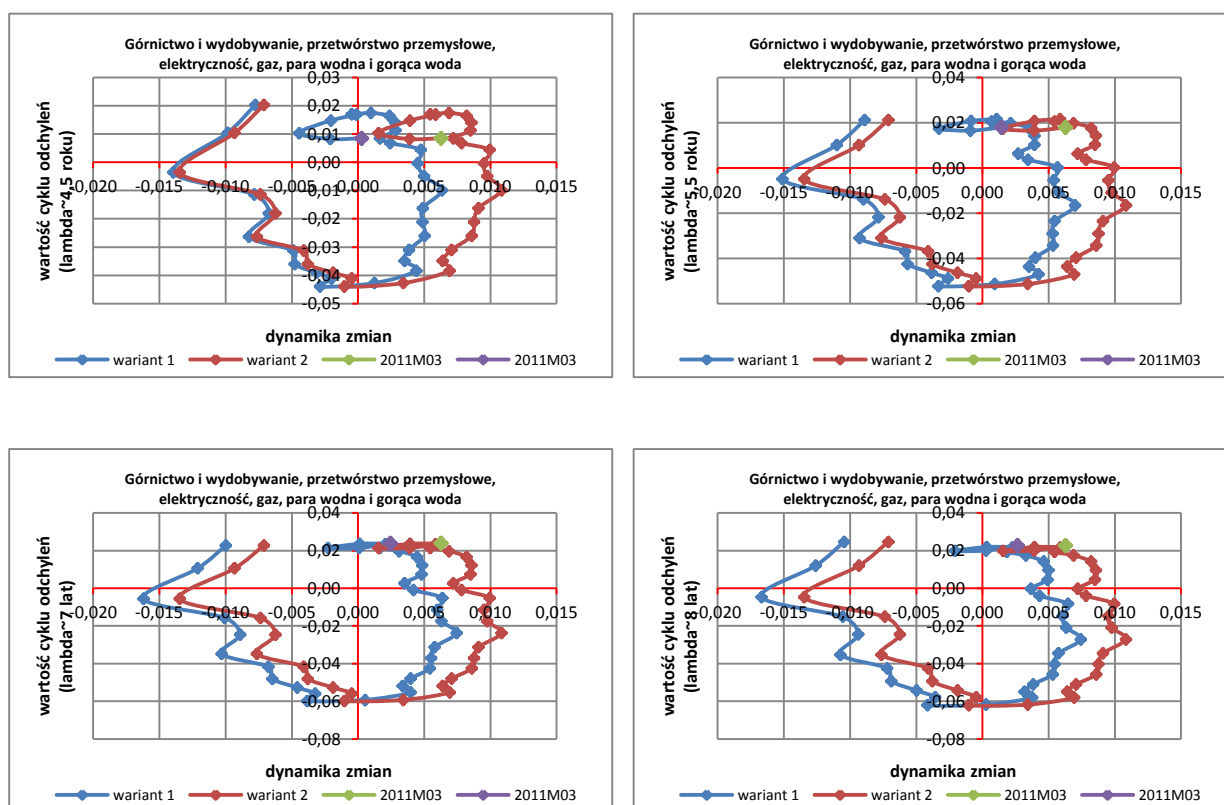 Górnictwo i wydobywanie, przetwórstwo przemysłowe,
elektryczność, gaz, para wodna i gorąca woda
0,03
0,02
0,01
0,00
-0,01
-0,02
-0,03
-0,04
-0,05
-0,020
-0,015
-0,010
-0,005
0,000
0,005
0,010
0,015
wartość cyklu odchyleń
(lambda~4,5 roku)
dynamika zmian
wariant 1
wariant 2
2011M03
2011M03
Górnictwo i wydobywanie, przetwórstwo przemysłowe,
elektryczność, gaz, para wodna i gorąca woda
0,04
0,02
0,00
-0,02
-0,04
-0,06
-0,020
-0,015
-0,010
-0,005
0,000
0,005
0,010
0,015
wartość cyklu odchyleń
(lambda~5,5 roku)
dynamika zmian
wariant 1
wariant 2
2011M03
2011M03
Górnictwo i wydobywanie, przetwórstwo przemysłowe,
elektryczność, gaz, para wodna i gorąca woda
0,04
0,02
0,00
-0,02
-0,04
-0,06
-0,08
-0,020
-0,015
-0,010
-0,005
0,000
0,005
0,010
0,015
wartość cyklu odchyleń
(lambda~7 lat)
dynamika zmian
wariant 1
wariant 2
2011M03
2011M03
Górnictwo i wydobywanie, przetwórstwo przemysłowe,
elektryczność, gaz, para wodna i gorąca woda
0,04
0,02
0,00
-0,02
-0,04
-0,06
-0,08
-0,020
-0,015
-0,010
-0,005
0,000
0,005
0,010
0,015
wartość cyklu odchyleń
(lambda~8 lat)
dynamika zmian
wariant 1
wariant 2
2011M03
2011M03